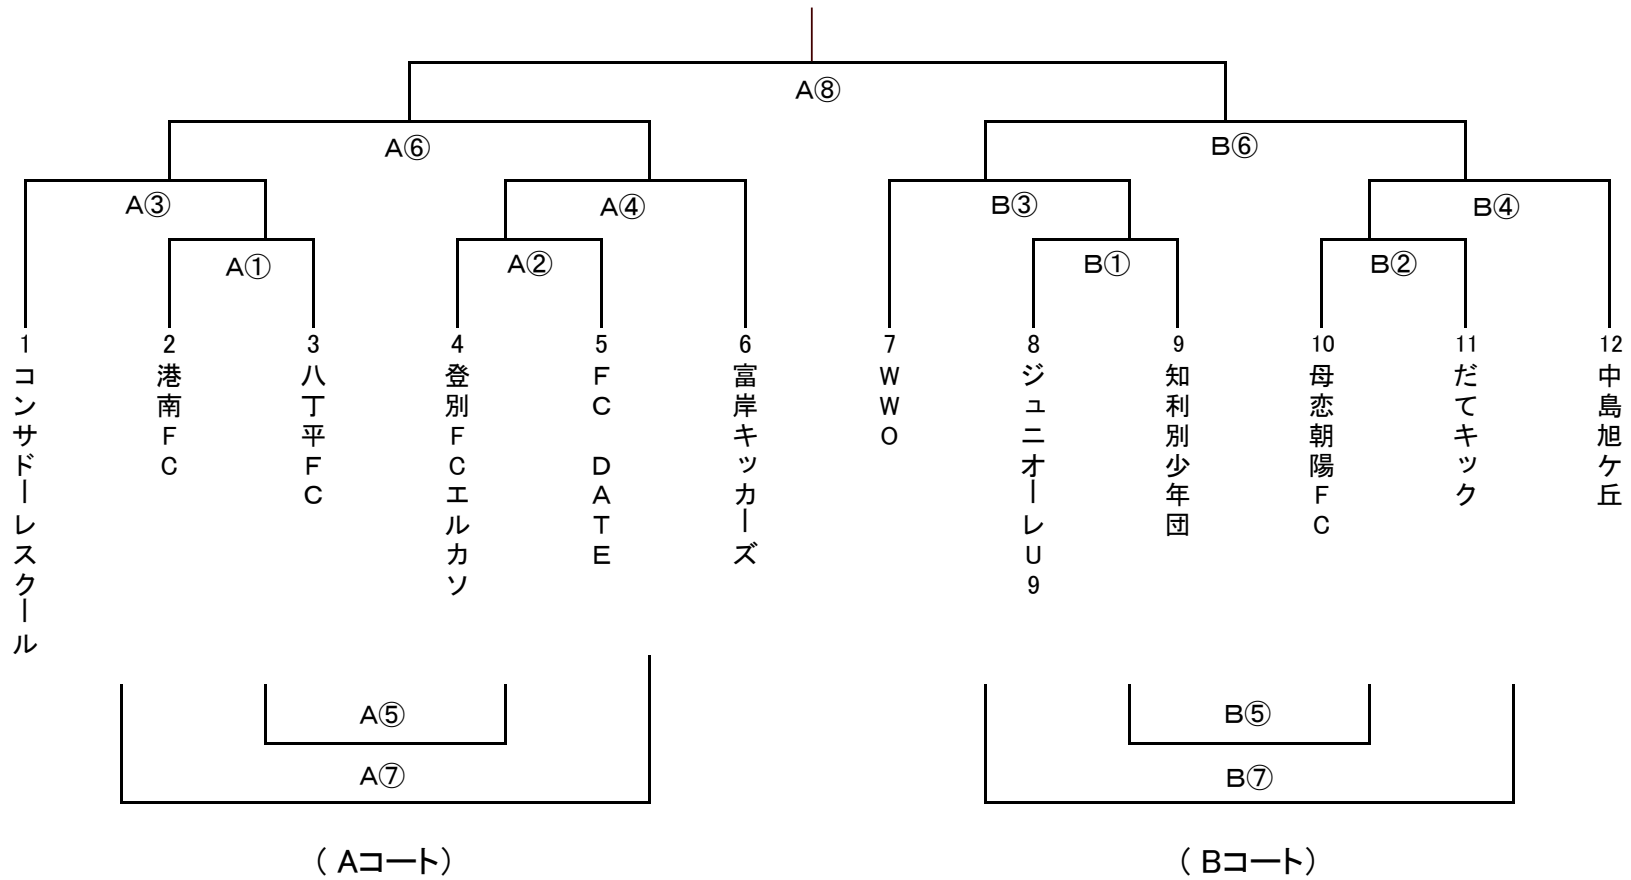 A⑧
A⑥
B⑥
A③
A④
B③
B④
A①
A②
B①
B②
1 コンサドーレスクール
2 港南FC
3 八丁平FC
4 登別FCエルカソ
5 FC DATE
6 富岸キッカーズ
7 WWO
8 ジュニオーレU9
9 知利別少年団
10 母恋朝陽FC
11 だてキック
12 中島旭ケ丘
A⑤
B⑤
A⑦
B⑦
（ Aコート）
（ Bコート）